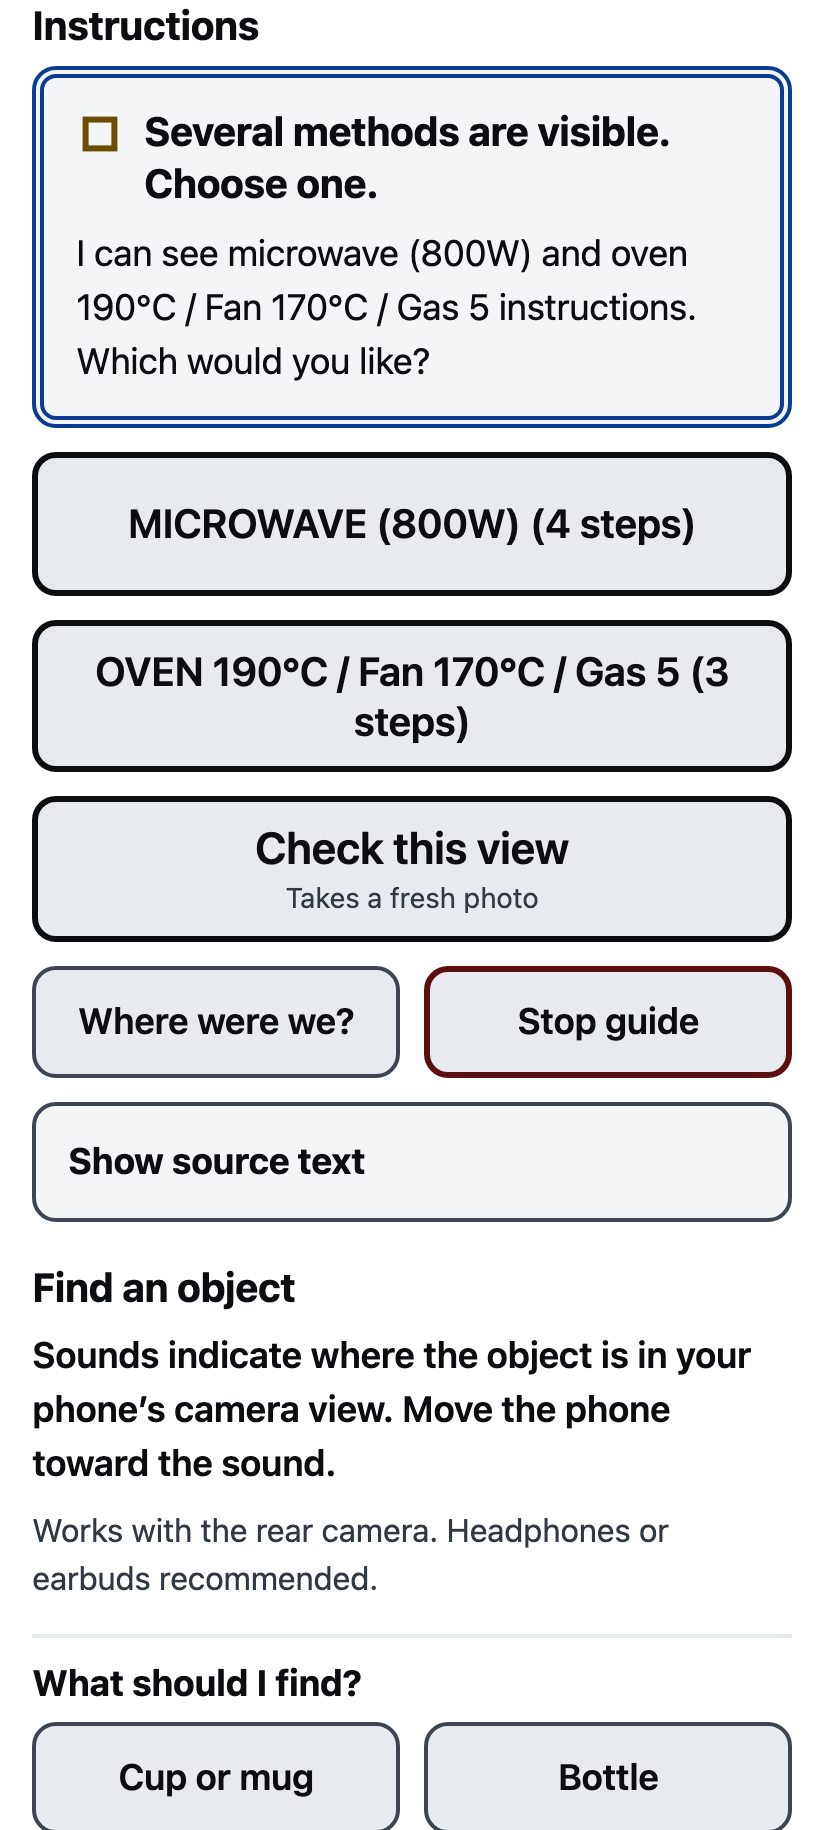 Instructions
Several methods are visible.
Choose one.
I can see microwave (800W) and oven
190°C / Fan 170°C / Gas 5 instructions.
Which would you like?
MICROWAVE (800W) (4 steps)
OVEN 190°C / Fan 170°C / Gas 5 (3
steps)
Check this view
Takes a fresh photo
Where were we?
Stop guide
Show source text
Find an object
Sounds indicate where the object is in your
phone’s camera view. Move the phone
toward the sound.
Works with the rear camera. Headphones or
earbuds recommended.
What should I find?
Cup or mug
Bottle